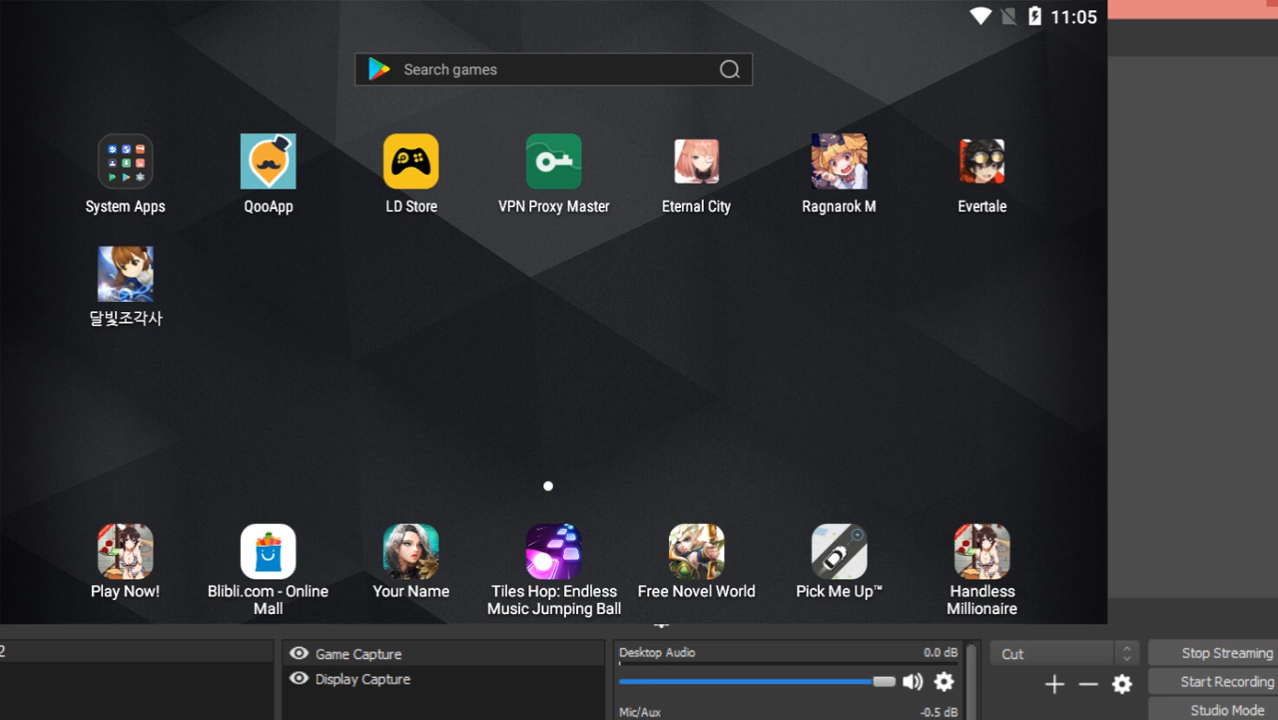 11:05
Search games
System Apps
QooApp
LD Store
VPN Proxy Master
Eternal City
Ragnarok M
Evertale
달빛조각사
Play Now!
Blibli.com - Online
Mall
Your Name
Tiles Hop: Endless
Music Jumping Ball
Free Novel World
Pick Me Up™
Handless
Millionaire
2
Game Capture
Display Capture
Desktop Audio
0.0 dB
Mic/Aux
-0.5 dB
Cut
Stop Streaming
Start Recording
Studio Mode